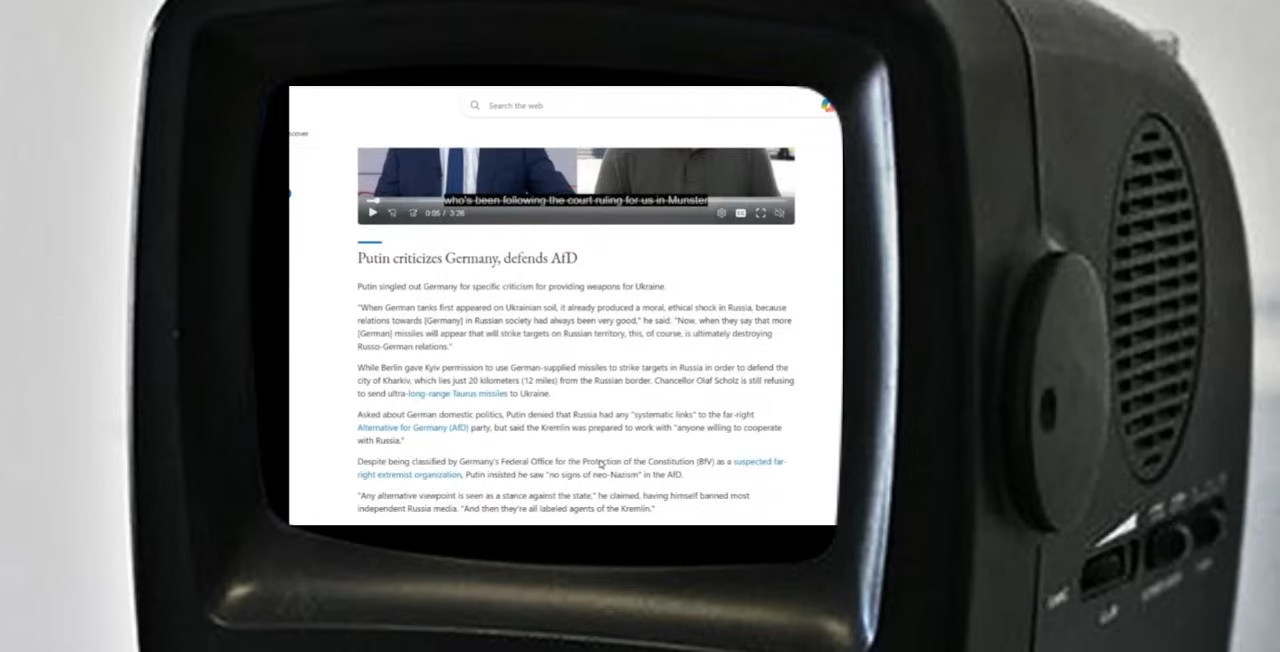 Search the web
scover
who's been following the court ruling for us in Munster
0:05 / 3:26
Putin criticizes Germany, defends AfD
Putin singled out Germany for specific criticism for providing weapons for Ukraine.
"When German tanks first appeared on Ukrainian soil, it already produced a moral, ethical shock in Russia, because
relations towards [Germany] in Russian society had always been very good," he said. "Now, when they say that more
[German] missiles will appear that will strike targets on Russian territory, this, of course, is ultimately destroying
Russo-German relations."
While Berlin gave Kyiv permission to use German-supplied missiles to strike targets in Russia in order to defend the
city of Kharkiv, which lies just 20 kilometers (12 miles) from the Russian border. Chancellor Olaf Scholz is still refusing
to send ultra-long-range Taurus missiles to Ukraine.
Asked about German domestic politics, Putin denied that Russia had any "systematic links" to the far-right
Alternative for Germany (AfD) party, but said the Kremlin was prepared to work with "anyone willing to cooperate
with Russia."
Despite being classified by Germany's Federal Office for the Protection of the Constitution (BfV) as a suspected far-
right extremist organization, Putin insisted he saw "no signs of neo-Nazism" in the AfD.
"Any alternative viewpoint is seen as a stance against the state," he claimed, having himself banned most
independent Russia media. "And then they're all labeled agents of the Kremlin."